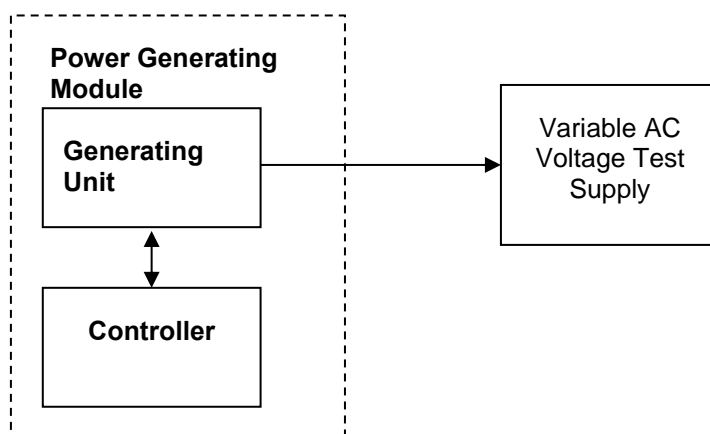 Power Generating
Module
Generating
Unit
Variable AC
Voltage Test
Supply
Controller